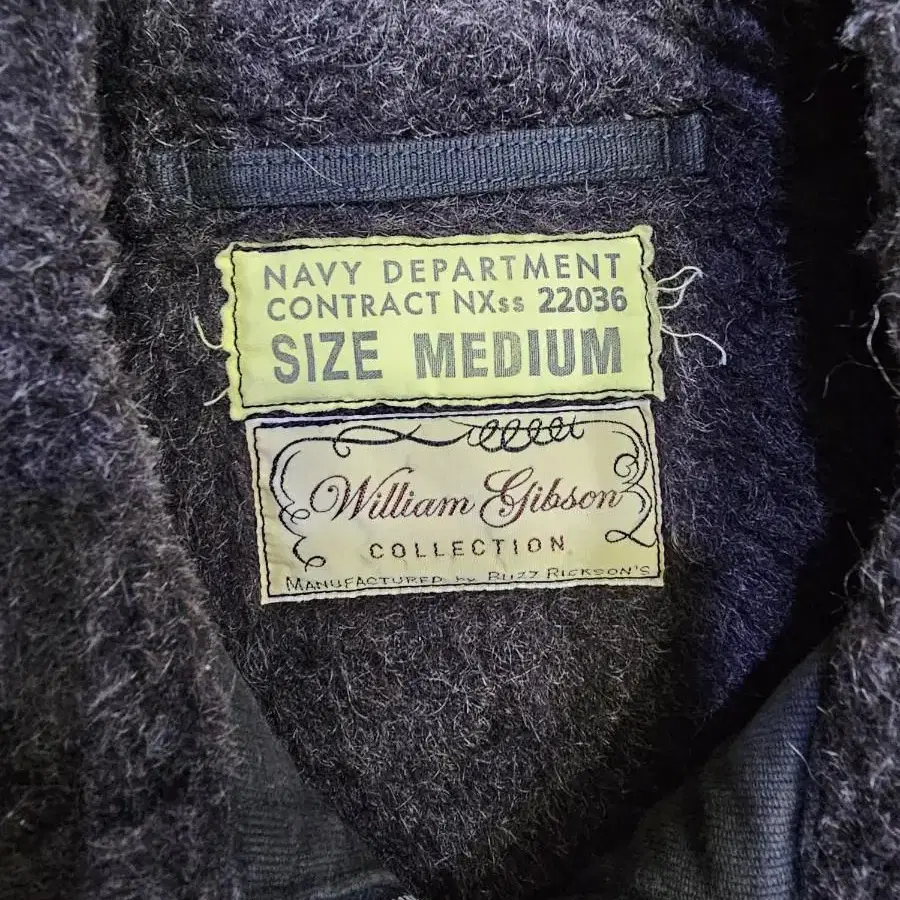 NAVY DEPARTMENT
CONTRACT NXss 22036
SIZE MEDIUM
William Gibson
COLLECTION
MANUFACTURED by BUZZ RICKSON'S